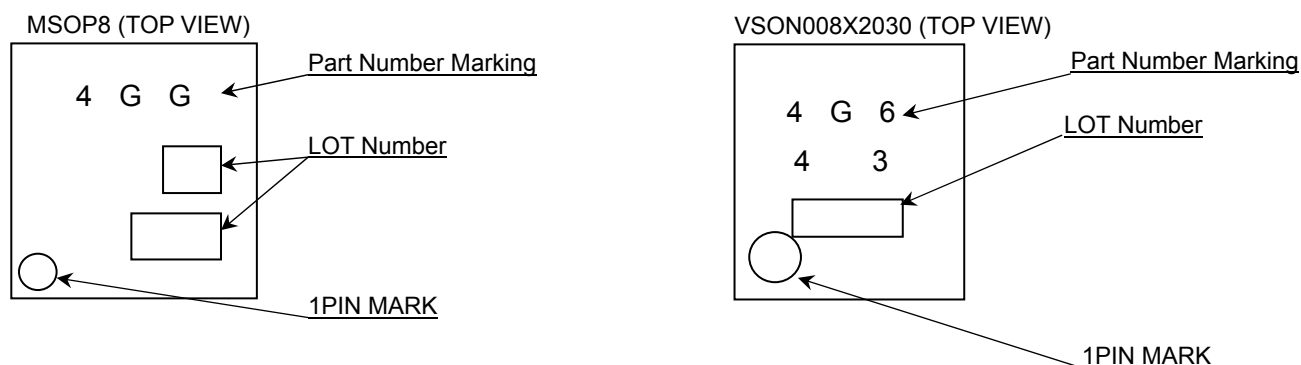 MSOP8 (TOP VIEW)
4 G G
Part Number Marking
LOT Number
1PIN MARK
VSON008X2030 (TOP VIEW)
4 G 6
4 3
Part Number Marking
LOT Number
1PIN MARK